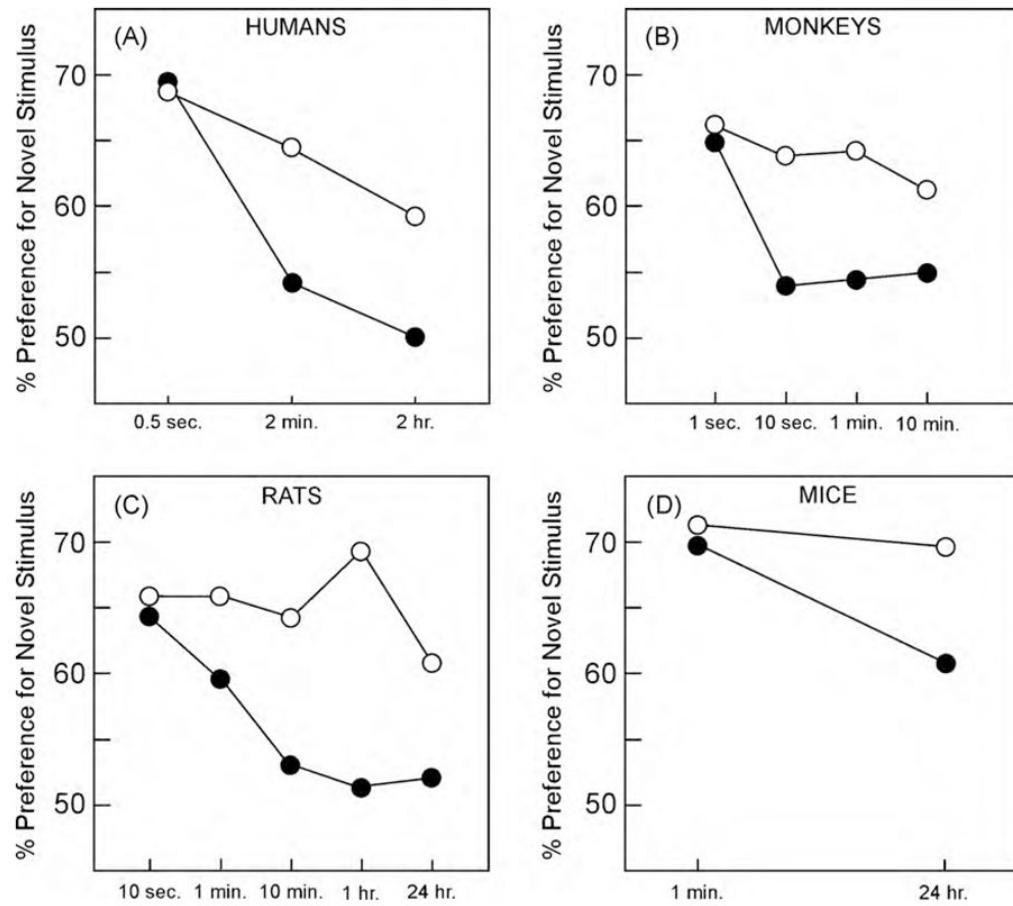 (A) HUMANS
% Preference for Novel Stimulus
70
60
50
0.5 sec. 2 min. 2 hr.
(B) MONKEYS
% Preference for Novel Stimulus
70
60
50
1 sec. 10 sec. 1 min. 10 min.
(C) RATS
% Preference for Novel Stimulus
70
60
50
10 sec. 1 min. 10 min. 1 hr. 24 hr.
(D) MICE
% Preference for Novel Stimulus
70
60
50
1 min. 24 hr.